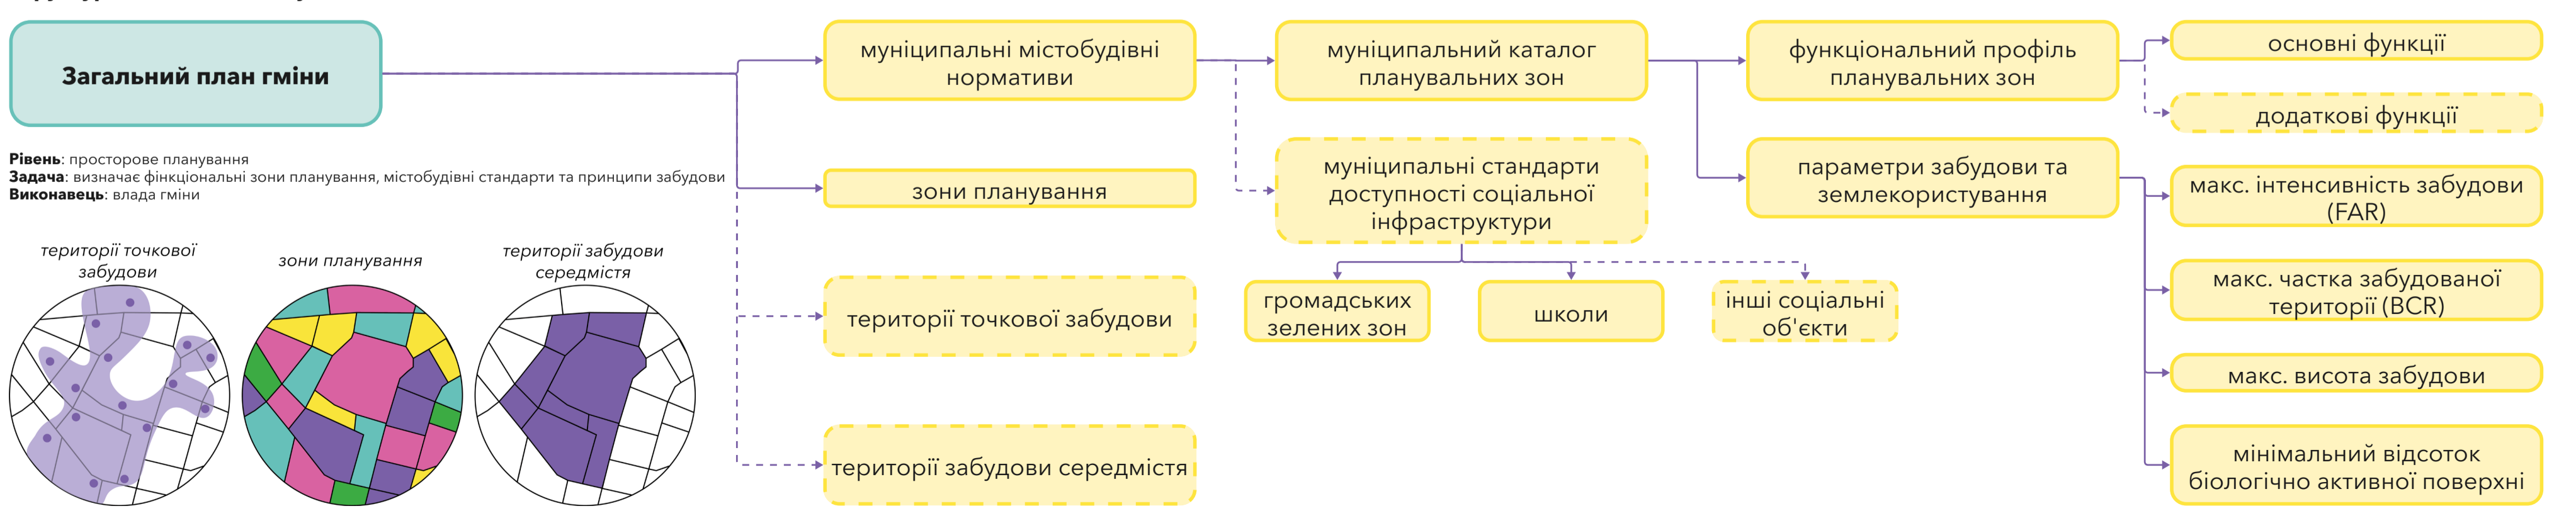 Загальний план гміни
Рівень: просторове планування
Задача: визначає фінкціональні зони планування, містобудівні стандарти та принципи забудови
Виконавець: влада гміни
території точкової
забудови
зони планування
території забудови
середмістя
муніципальні містобудівні
нормативи
зони планування
території точкової забудови
території забудови середмістя
муніципальний каталог
планувальних зон
муніципальні стандарти
доступності соціальної
інфраструктури
громадських
зелених зон
школи
інші соціальні
об'єкти
функціональний профіль
планувальних зон
параметри забудови та
землекористування
основні функції
додаткові функції
макс. інтенсивність забудови
(FAR)
макс. частка забудованої
території (BCR)
макс. висота забудови
мінімальний відсоток
біологічно активної поверхні